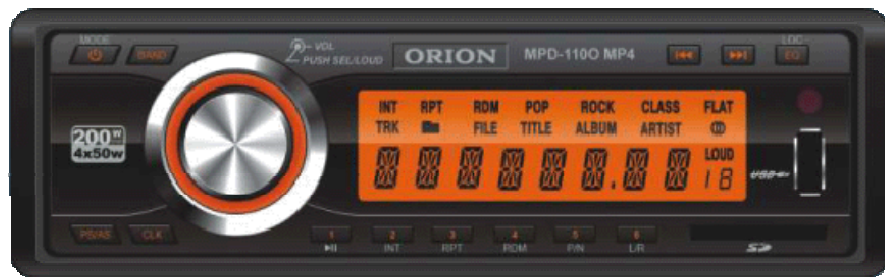 MODE
BAND
VOL
PUSH SEL/LOUD
ORION
MPD-1100 MP4
LOC
EQ
INT RPT RDM POP ROCK CLASS FLAT
TRK FILE TITLE ALBUM ARTIST
LOUD
18
200W
4x50w
USB
PS/AS
CLK
1 2 3 4 5 6
INT RPT RDM P/N L/R
SD